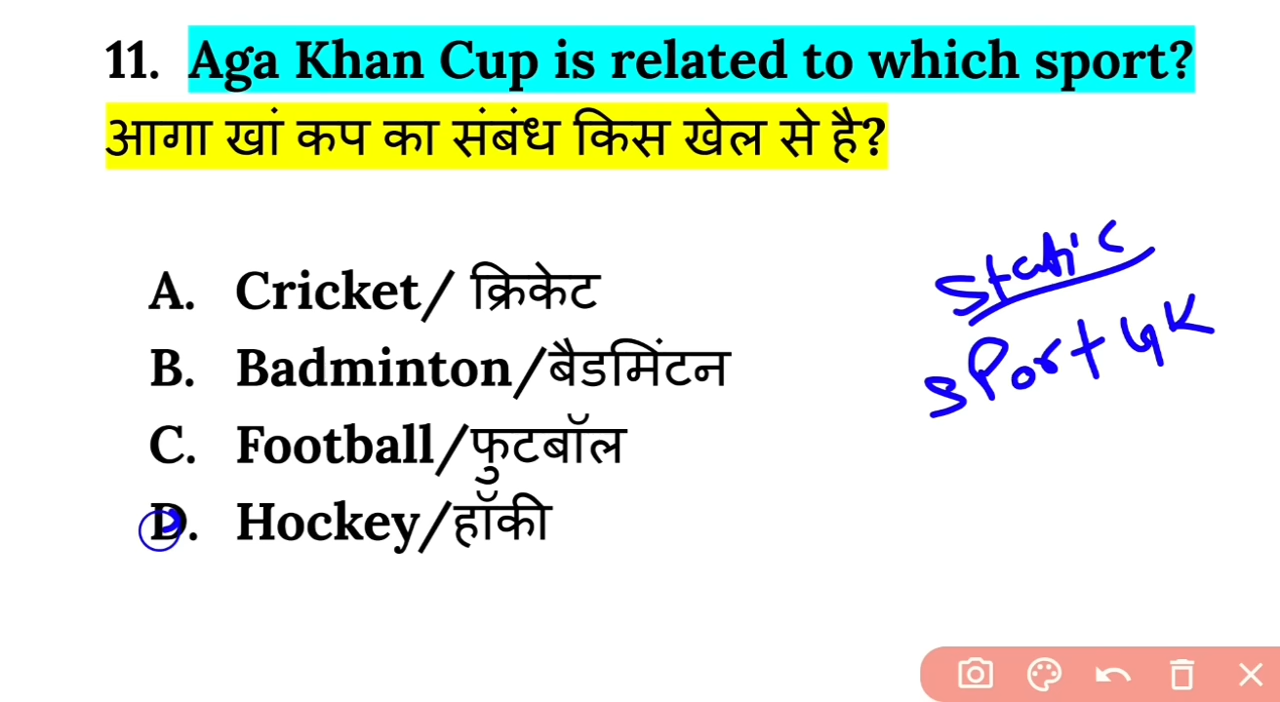 11. Aga Khan Cup is related to which sport?
आगा खां कप का संबंध किस खेल से है?
A. Cricket/ क्रिकेट
B. Badminton/बैडमिंटन
C. Football/फुटबॉल
D. Hockey/हॉकी
Static
Sport GK